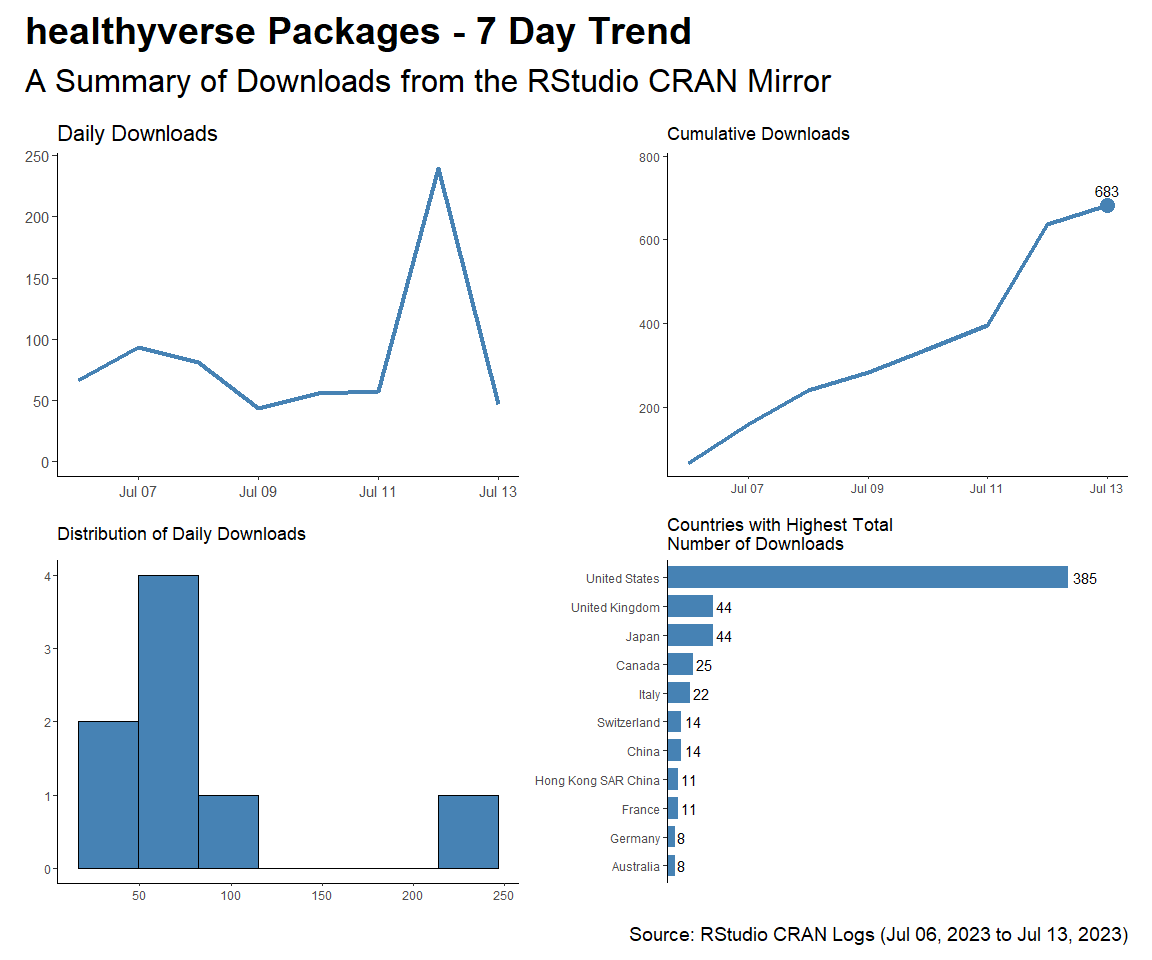 healthyverse Packages - 7 Day Trend
A Summary of Downloads from the RStudio CRAN Mirror
Daily Downloads
250
200
150
100
50
0
Jul 07 Jul 09 Jul 11 Jul 13
Cumulative Downloads
800
600
400
200
683
Jul 07 Jul 09 Jul 11 Jul 13
Distribution of Daily Downloads
4
3
2
1
0
50 100 150 200 250
Countries with Highest Total
Number of Downloads
United States 385
United Kingdom 44
Japan 44
Canada 25
Italy 22
Switzerland 14
China 14
Hong Kong SAR China 11
France 11
Germany 8
Australia 8
Source: RStudio CRAN Logs (Jul 06, 2023 to Jul 13, 2023)